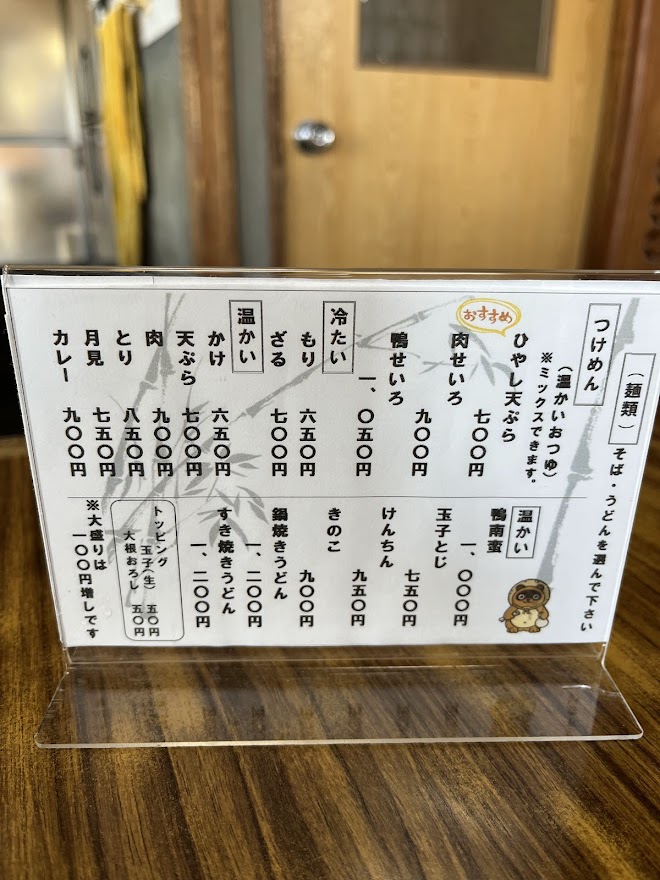 (麺類)
そば・うどんを選んで下さい
つけめん
(温かいおつゆ)
※ミックスできます。
ひやし天ぷら
七〇〇円
おすすめ
肉せいろ
九〇〇円
鴨せいろ
一、〇五〇円
冷たい
もり
六五〇円
ざる
七〇〇円
温かい
かけ
六五〇円
天ぷら
七〇〇円
肉
九〇〇円
とり
八五〇円
月見
七五〇円
カレー
九〇〇円
温かい
鴨南蛮
一、〇〇〇円
玉子とじ
七五〇円
けんちん
九五〇円
きのこ
九〇〇円
鍋焼きうどん
一、二〇〇円
すき焼きうどん
一、二〇〇円
トッピング
玉子(生) 五〇円
大根おろし 五〇円
※大盛りは
一〇〇円増しです